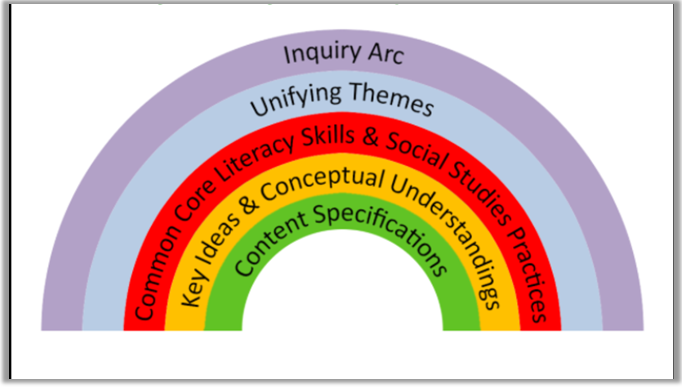 Inquiry Arc
Unifying Themes
Common Core Literacy Skills & Social Studies Practices
Key Ideas & Conceptual Understandings
Content Specifications